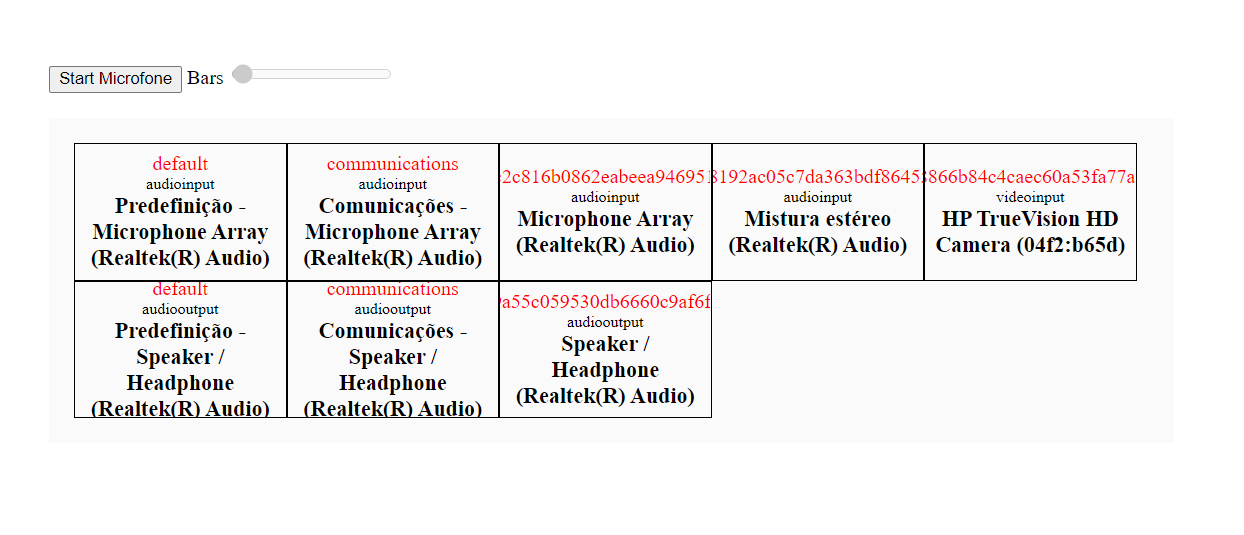 Start Microfone Bars
default
audioinput
Predefinição -
Microphone Array
(Realtek(R) Audio)
communications
audioinput
Comunicações -
Microphone Array
(Realtek(R) Audio)
2c816b0862eabeea94695
audioinput
Microphone Array
(Realtek(R) Audio)
8192ac05c7da363bdf8645
audioinput
Mistura estéreo
(Realtek(R) Audio)
866b84c4caec60a53fa77a
videoinput
HP TrueVision HD
Camera (04f2:b65d)
default
audiooutput
Predefinição -
Speaker /
Headphone
(Realtek(R) Audio)
communications
audiooutput
Comunicações -
Speaker /
Headphone
(Realtek(R) Audio)
a55c059530db6660c9af6f
audiooutput
Speaker /
Headphone
(Realtek(R) Audio)